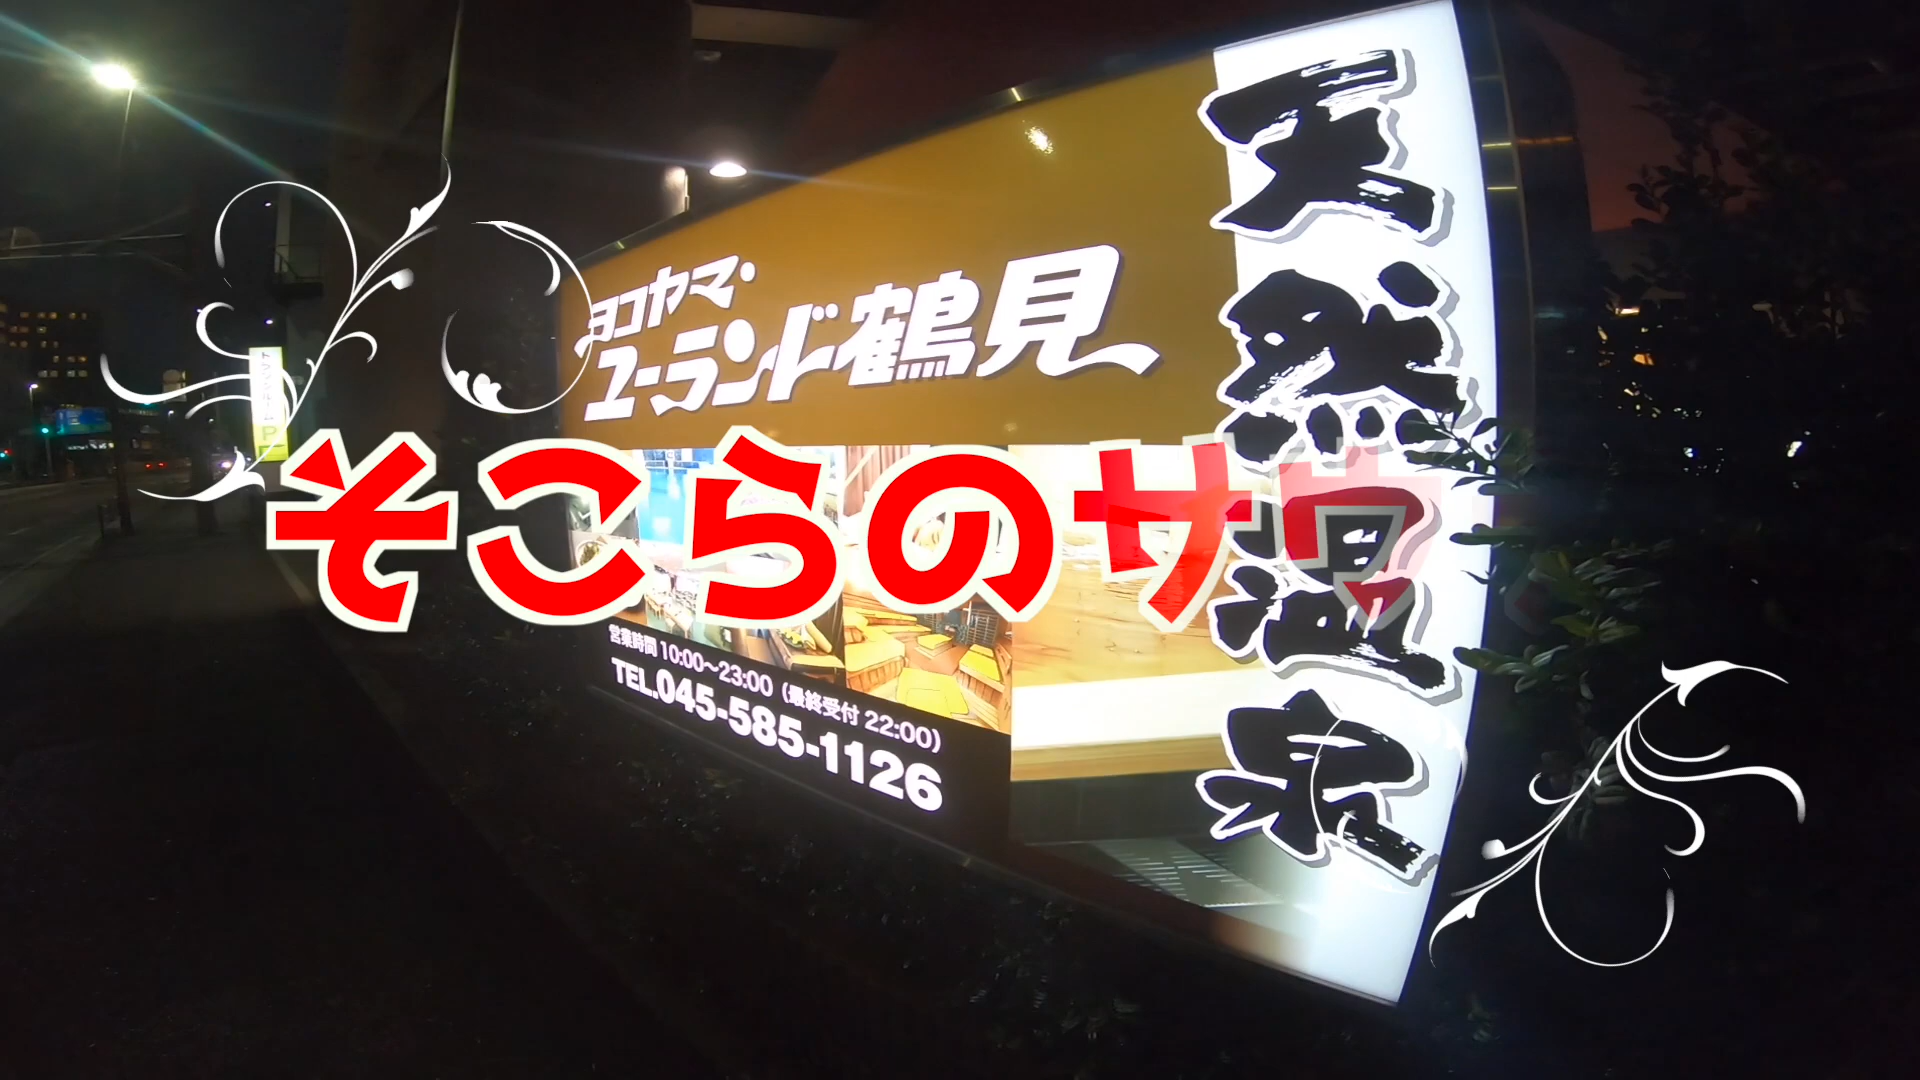 ヨコヤマ・
ユーランド鶴見
天然温泉
そこらのサウ
営業時間 10:00～23:00（最終受付 22:00）
TEL.045-585-1126